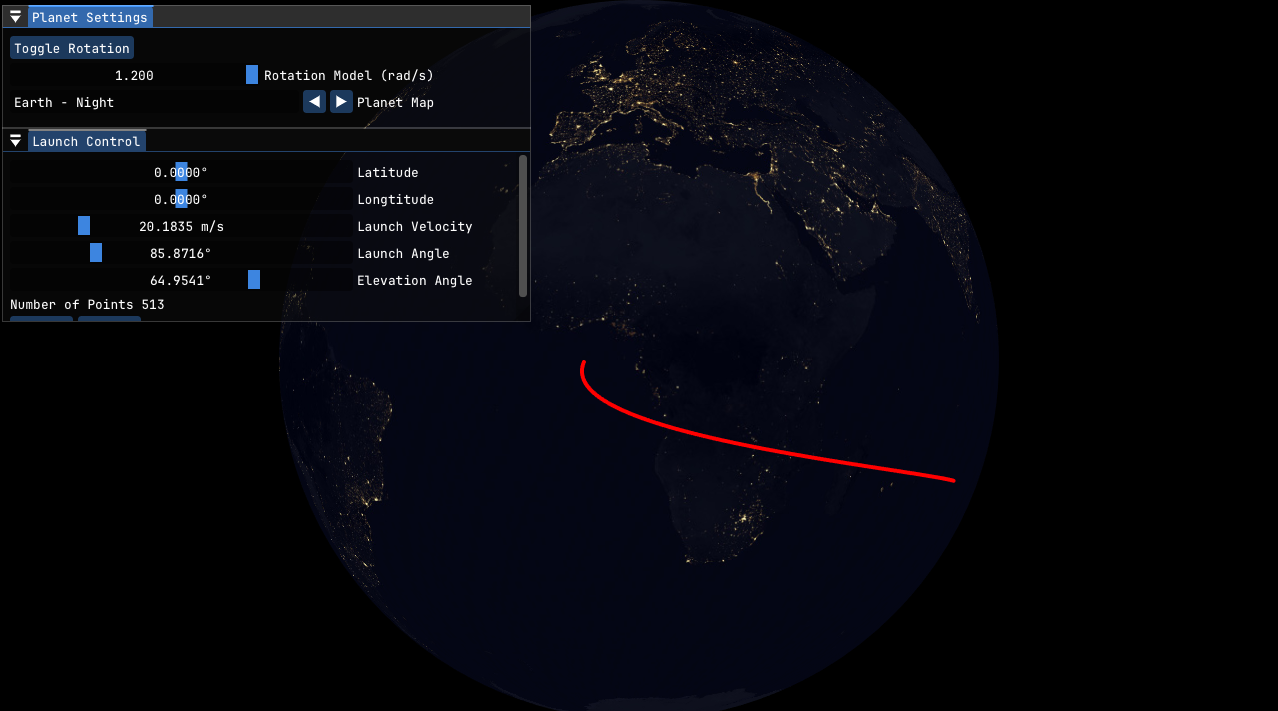 Planet Settings
Toggle Rotation
1.200 Rotation Model (rad/s)
Earth - Night Planet Map
Launch Control
0.0000° Latitude
0.0000° Longtitude
20.1835 m/s Launch Velocity
85.8716° Launch Angle
64.9541° Elevation Angle
Number of Points 513